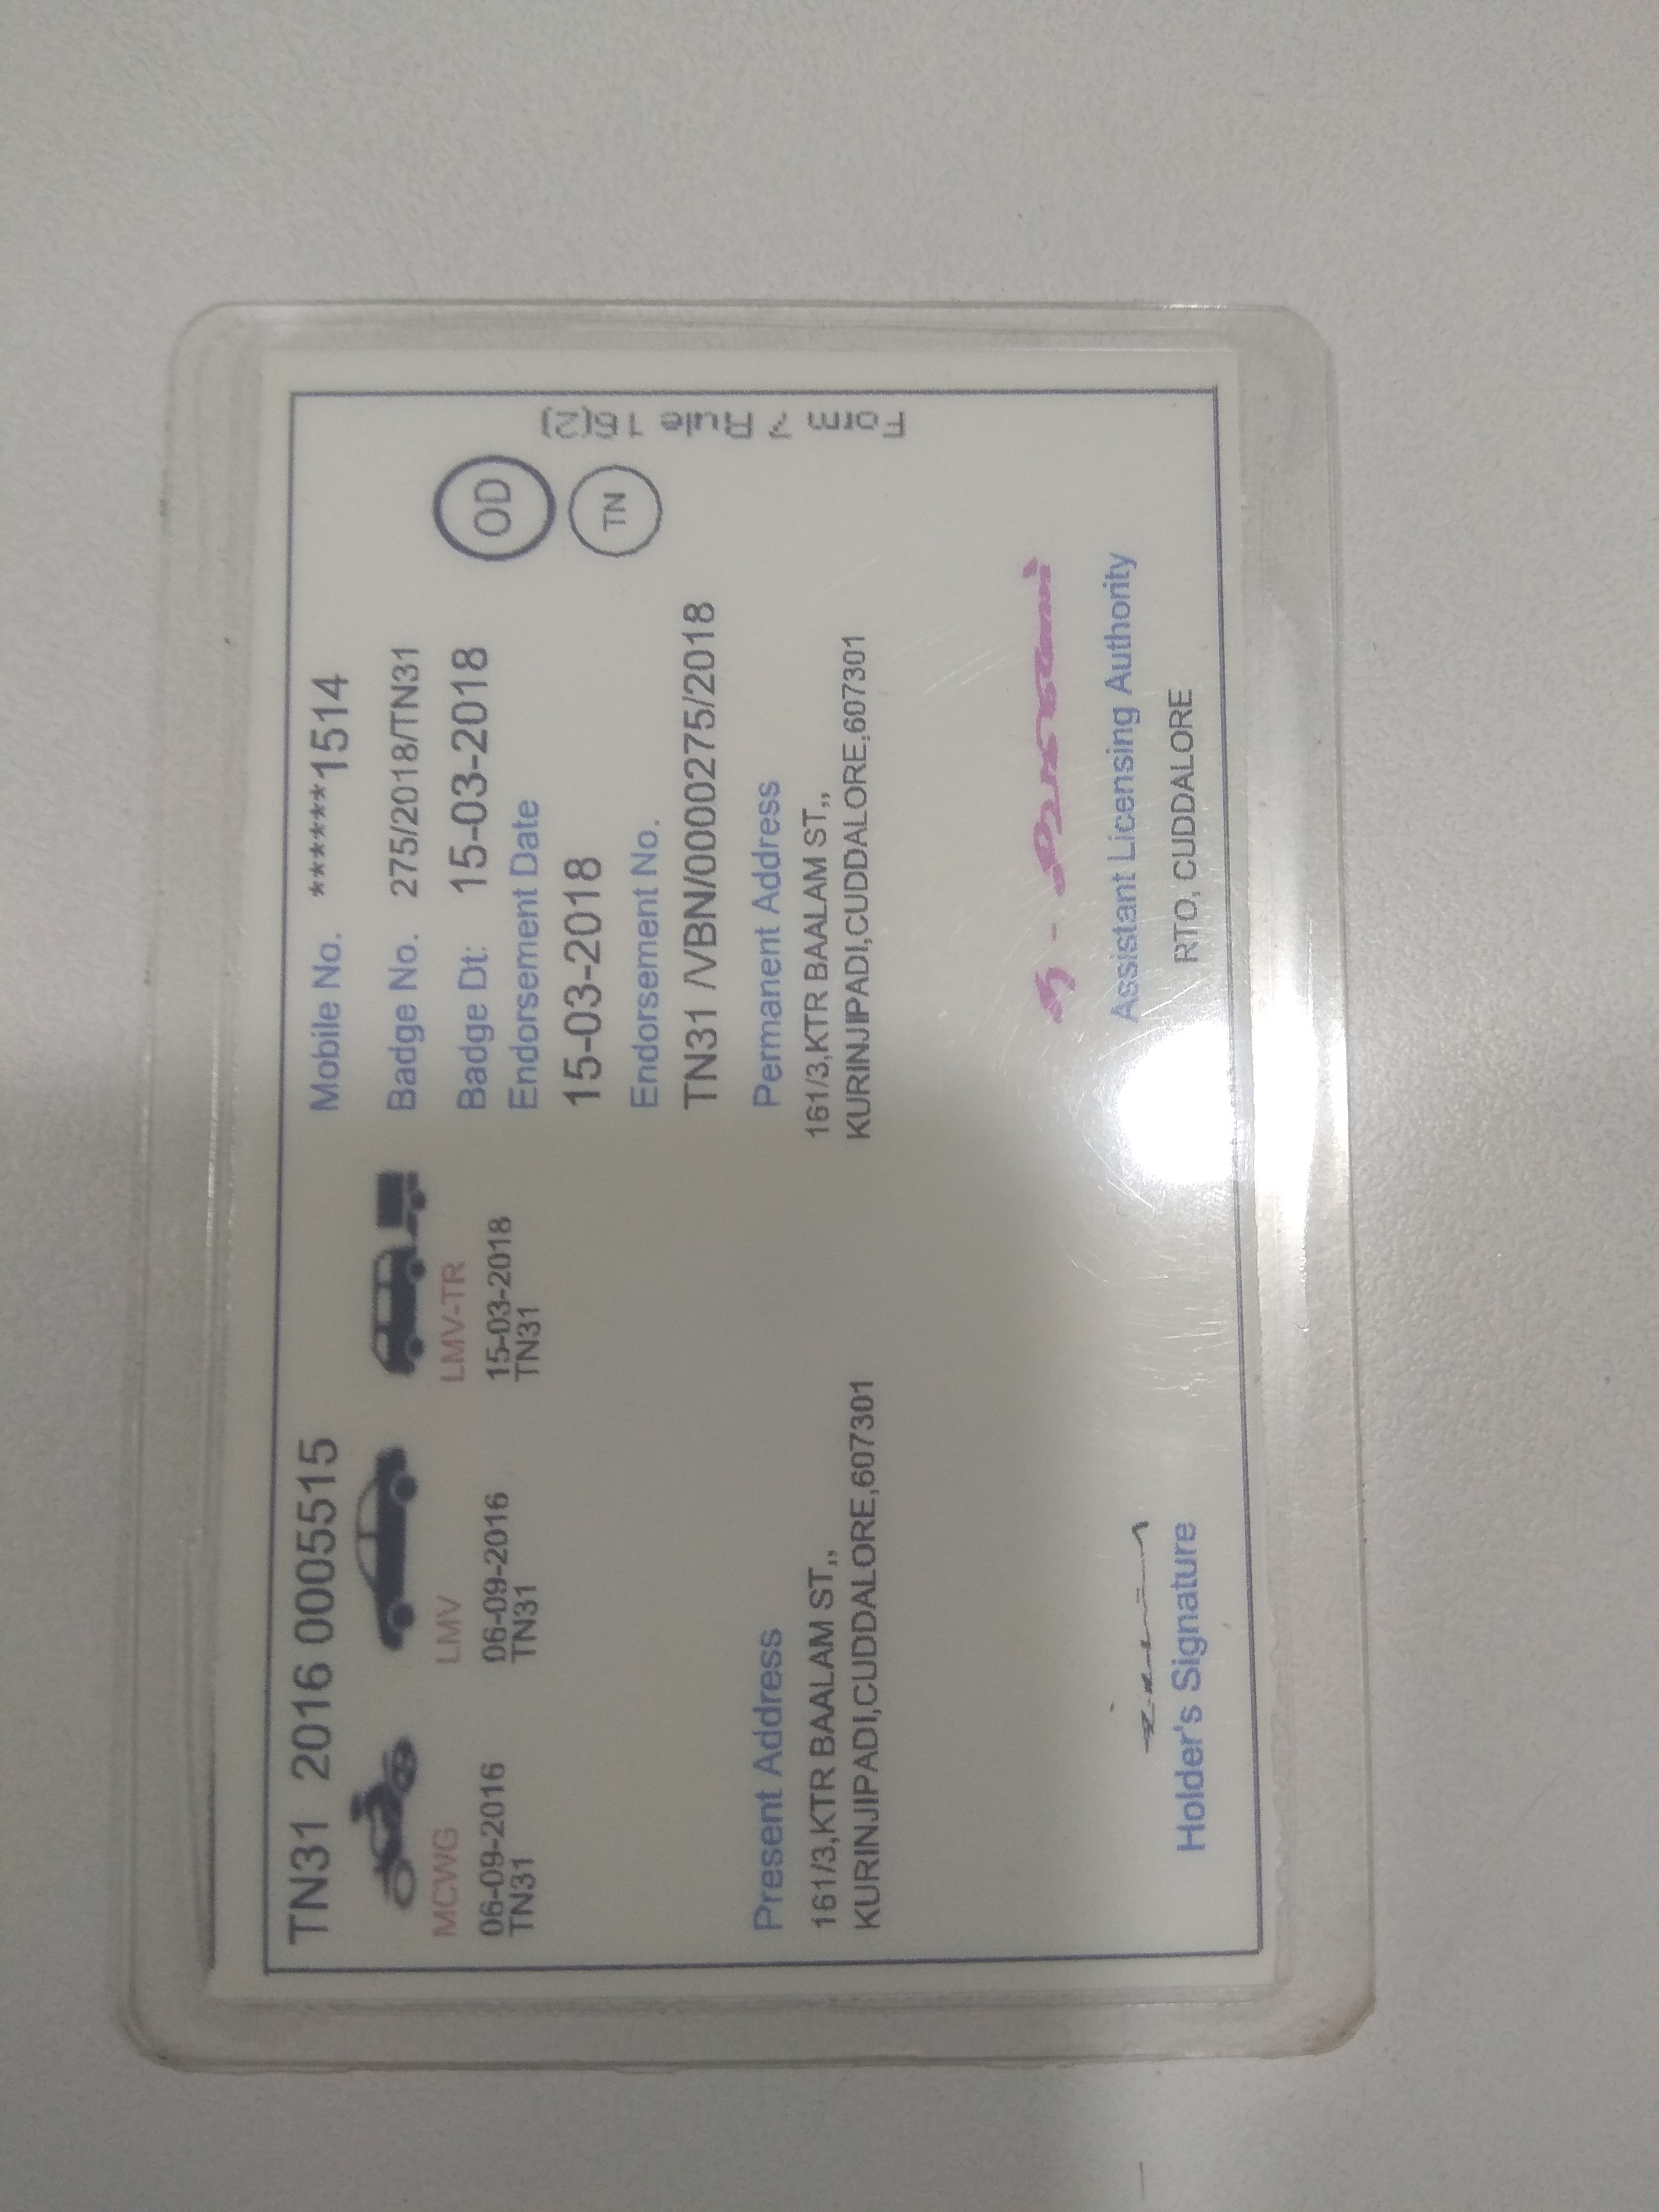 TN31 2016 0005515
MCWG
06-09-2016
TN31
LMV
06-09-2016
TN31
LMV-TR
15-03-2018
TN31
Mobile No. ******1514
Badge No. 275/2018/TN31
Badge Dt: 15-03-2018
Endorsement Date
15-03-2018
Endorsement No.
TN31 /VBN/0000275/2018
OD
TN
Form 7 Rule 16(2)
Present Address
161/3,KTR BAALAM ST,,
KURINJIPADI,CUDDALORE,607301
Permanent Address
161/3,KTR BAALAM ST,,
KURINJIPADI,CUDDALORE,607301
Holder's Signature
Assistant Licensing Authority
RTO, CUDDALORE